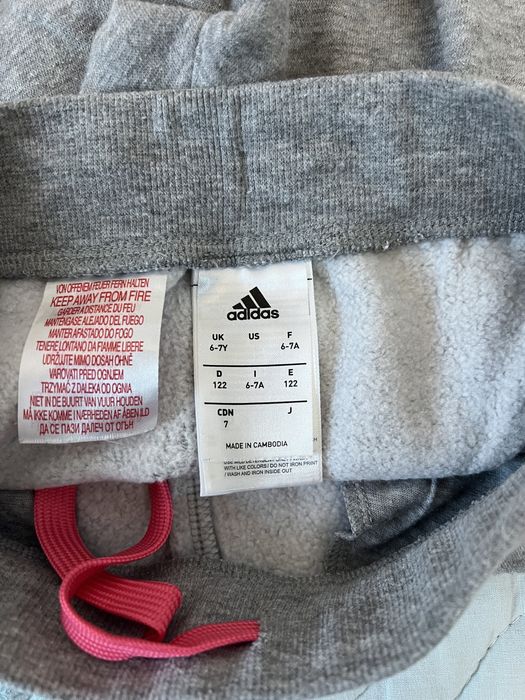 VON OFFENEM FEUER FERN HALTEN
KEEP AWAY FROM FIRE
GARDER A DISTANCE DU FEU
MANTENGASE ALEJADO DEL FUEGO
MANTER AFASTADO DO FOGO
TENERE LONTANO DA FIAMME LIBERE
UDRŽUJTE MIMO DOSAH OHNĚ
VAROVATI PRED OGNJEM
TRZYMAĆ Z DALEKA OD OGNIA
NIET IN DE BUURT VAN VUUR HOUDEN
MÅ IKKE KOMME I NÆRHEDEN AF ÅBEN ILD
ДА СЕ ПАЗИ ДАЛЕЧ ОТ ОГЪН
adidas
UK US F
6-7Y 6-7A
D I E
122 6-7A 122
CDN J
7
MADE IN CAMBODIA
WITH LIKE COLORS / DO NOT IRON PRINT
/ WASH AND IRON INSIDE OUT